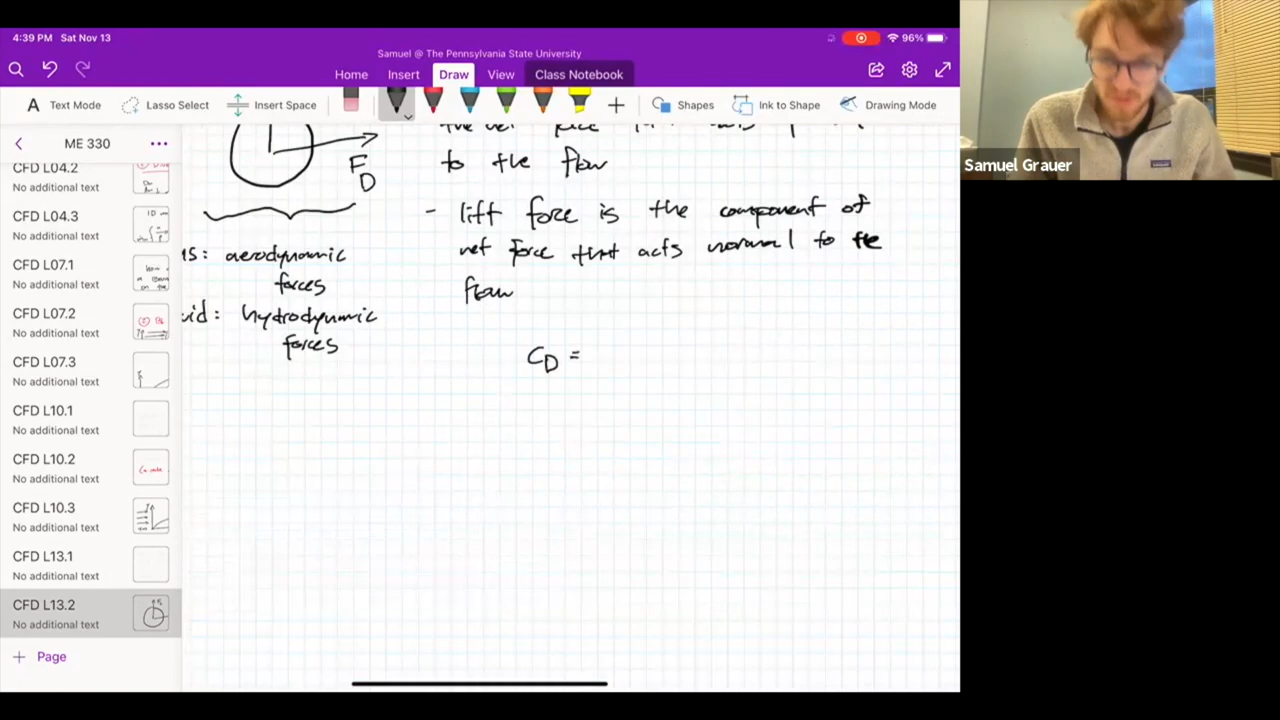 4:39 PM Sat Nov 13
96%
Samuel @ The Pennsylvania State University
Home Insert Draw View Class Notebook
A Text Mode Lasso Select Insert Space Shapes Ink to Shape Drawing Mode
Samuel Grauer
ME 330
CFD L04.2
No additional text
CFD L04.3
No additional text
CFD L07.1
No additional text
CFD L07.2
No additional text
CFD L07.3
No additional text
CFD L10.1
No additional text
CFD L10.2
No additional text
CFD L10.3
No additional text
CFD L13.1
No additional text
CFD L13.2
No additional text
+ Page
F
D
: aerodynamic
forces
: hydrodynamic
forces
the net force acts
to the flow
- lift force is the component of
net force that acts normal to the
flow
CD =